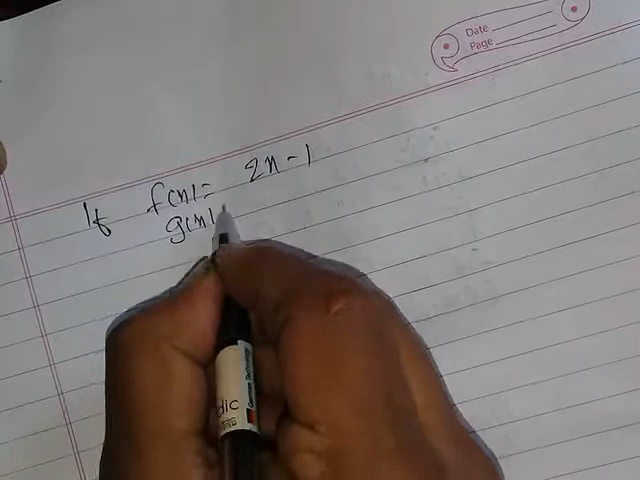 Date
Page
If f(x) = 2x - 1
g(x)